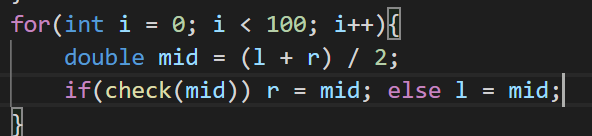 for(int i = 0; i < 100; i++){
    double mid = (l + r) / 2;
    if(check(mid)) r = mid; else l = mid;
}